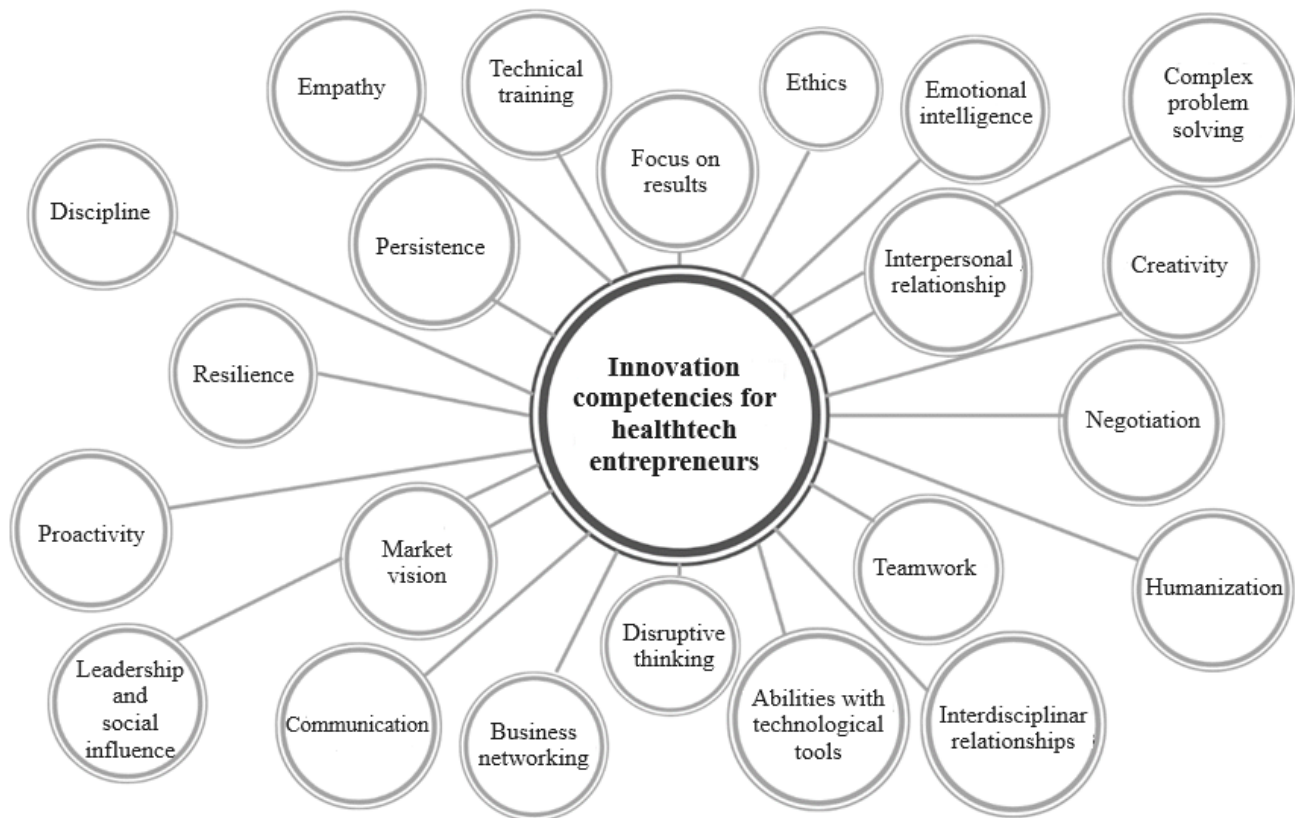 Empathy
Technical
training
Ethics
Emotional
intelligence
Complex
problem
solving
Focus on
results
Discipline
Persistence
Interpersonal
relationship
Creativity
Resilience
Innovation
competencies for
healthtech
entrepreneurs
Negotiation
Proactivity
Market
vision
Teamwork
Humanization
Disruptive
thinking
Leadership
and
social
influence
Communication
Business
networking
Abilities with
technological
tools
Interdisciplinar
relationships